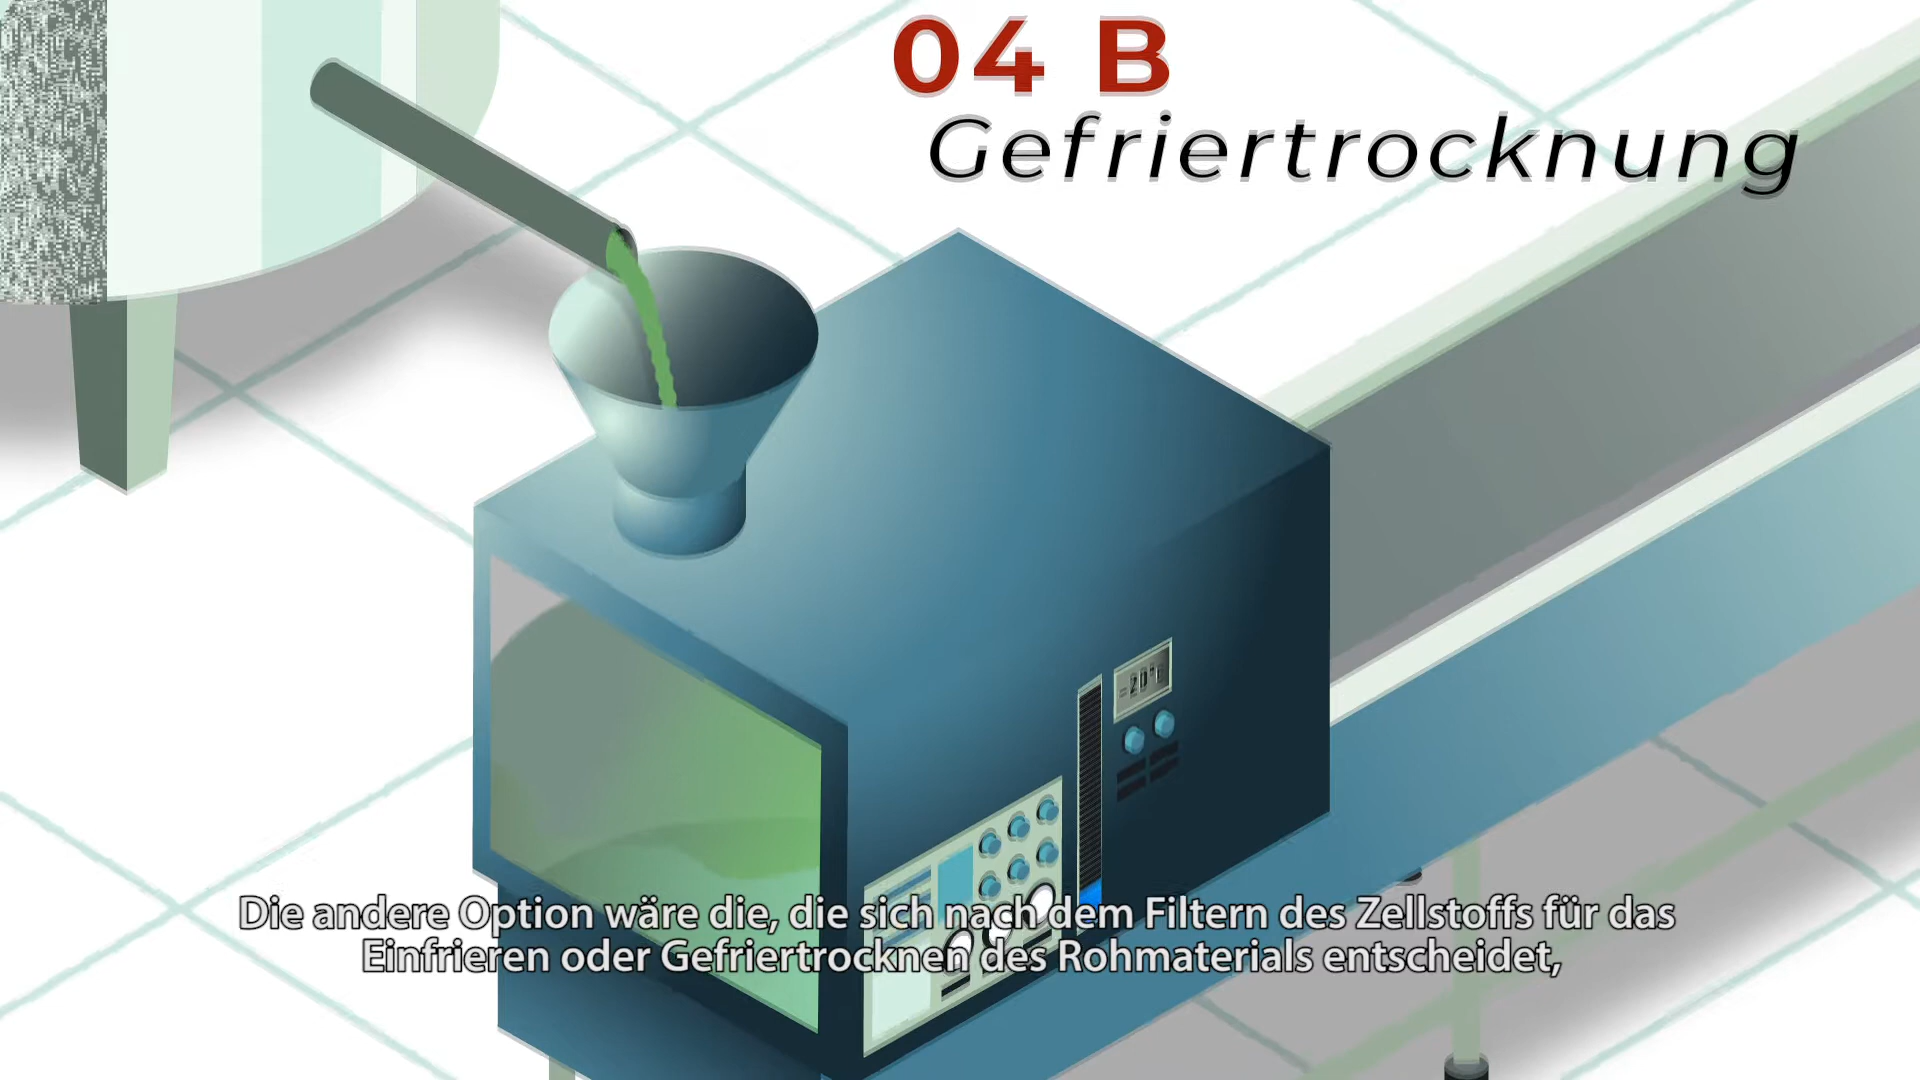 04 B
Gefriertrocknung
-20°c
Die andere Option wäre die, die sich nach dem Filtern des Zellstoffs für das
Einfrieren oder Gefriertrocknen des Rohmaterials entscheidet,